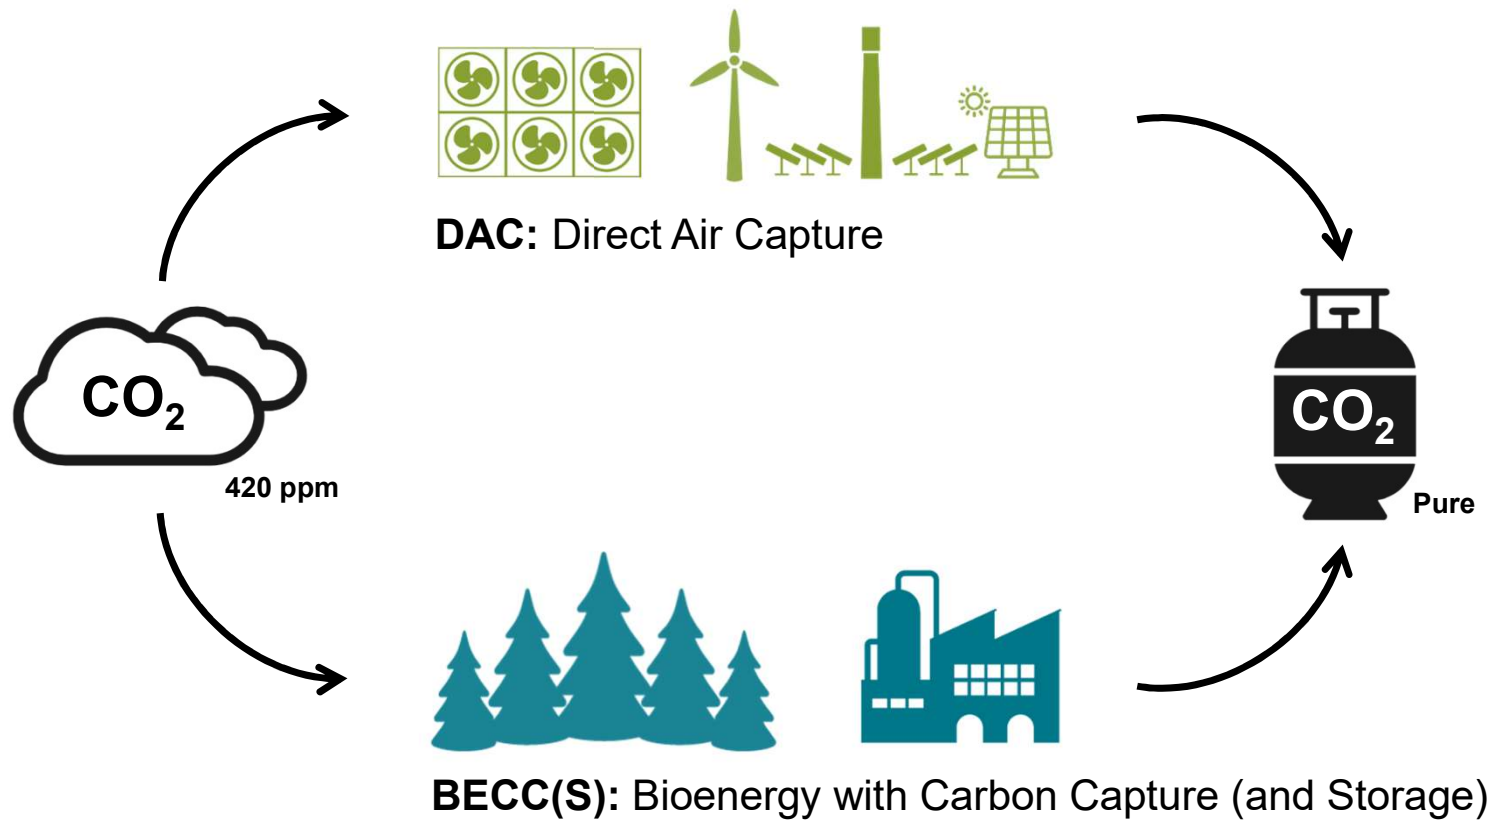 DAC: Direct Air Capture
CO₂
420 ppm
CO₂
Pure
BECC(S): Bioenergy with Carbon Capture (and Storage)